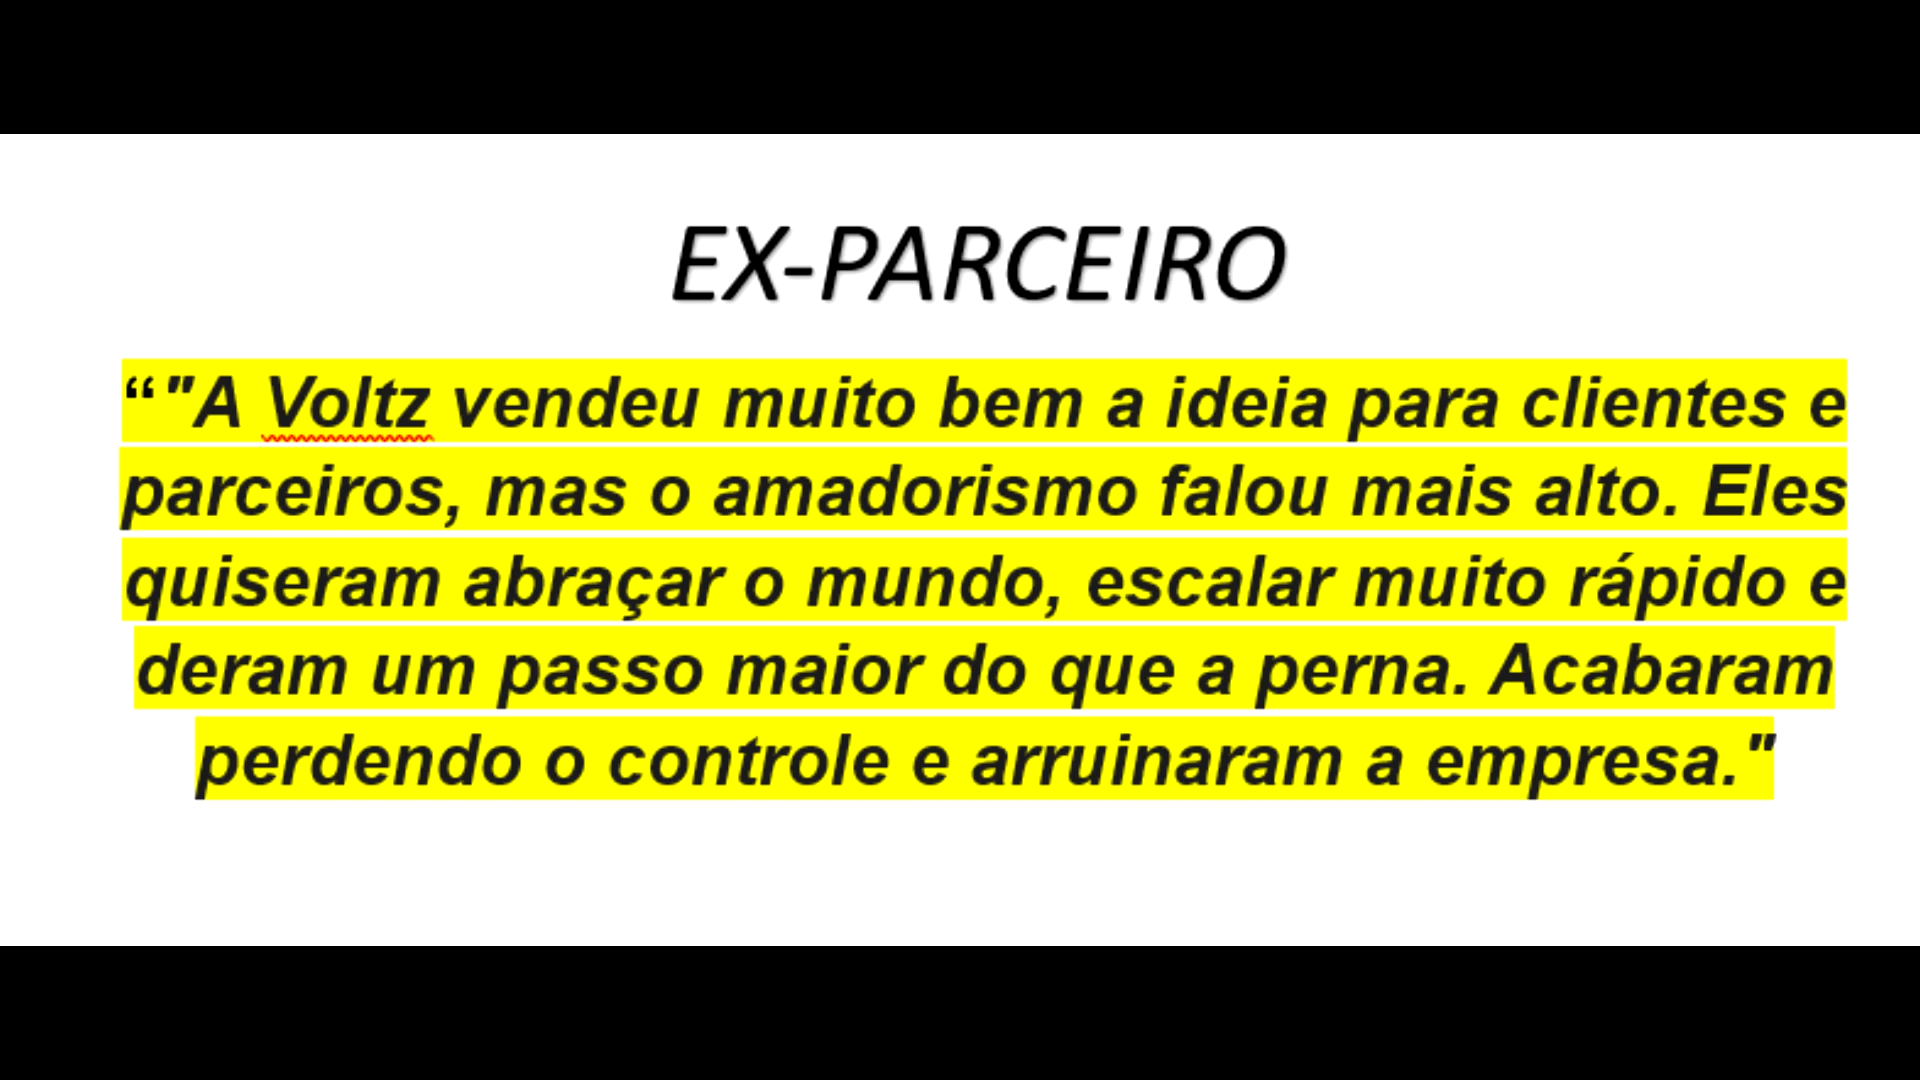 EX-PARCEIRO
“"A Voltz vendeu muito bem a ideia para clientes e
parceiros, mas o amadorismo falou mais alto. Eles
quiseram abraçar o mundo, escalar muito rápido e
deram um passo maior do que a perna. Acabaram
perdendo o controle e arruinaram a empresa."